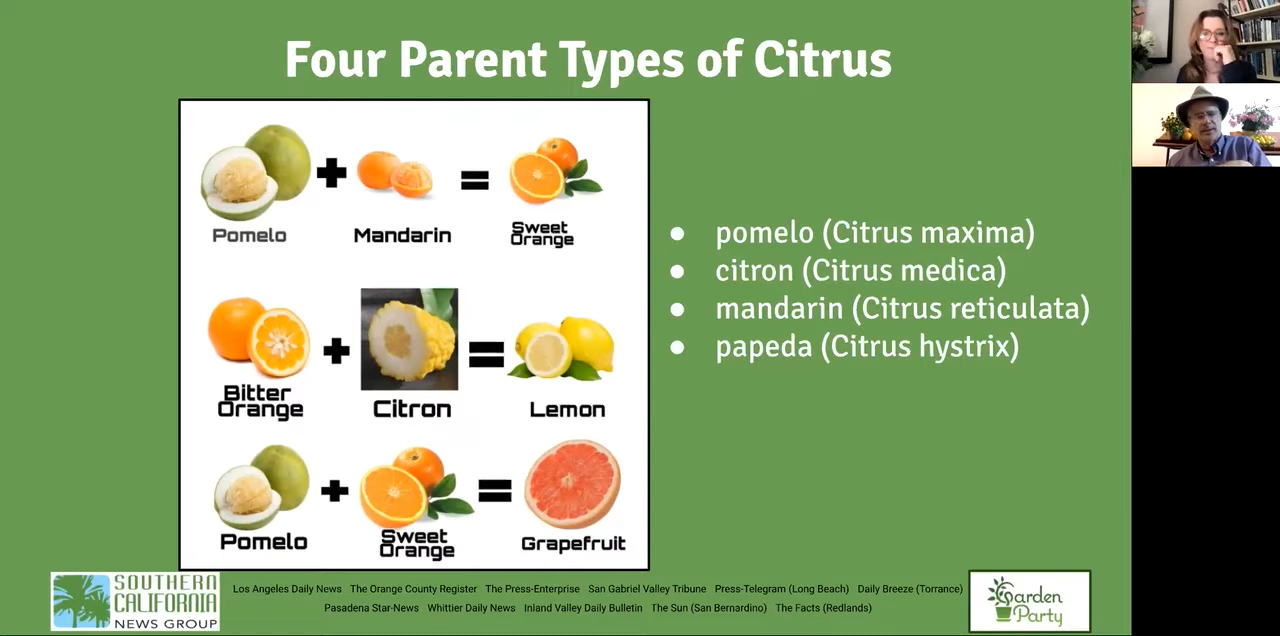 Four Parent Types of Citrus
Pomelo
Mandarin
Sweet
Orange
Bitter
Orange
Citron
Lemon
Pomelo
Sweet
Orange
Grapefruit
pomelo (Citrus maxima)
citron (Citrus medica)
mandarin (Citrus reticulata)
papeda (Citrus hystrix)
SOUTHERN
CALIFORNIA
NEWS GROUP
Los Angeles Daily News The Orange County Register The Press-Enterprise San Gabriel Valley Tribune Press-Telegram (Long Beach) Daily Breeze (Torrance)
Pasadena Star-News Whittier Daily News Inland Valley Daily Bulletin The Sun (San Bernardino) The Facts (Redlands)
Garden
Party